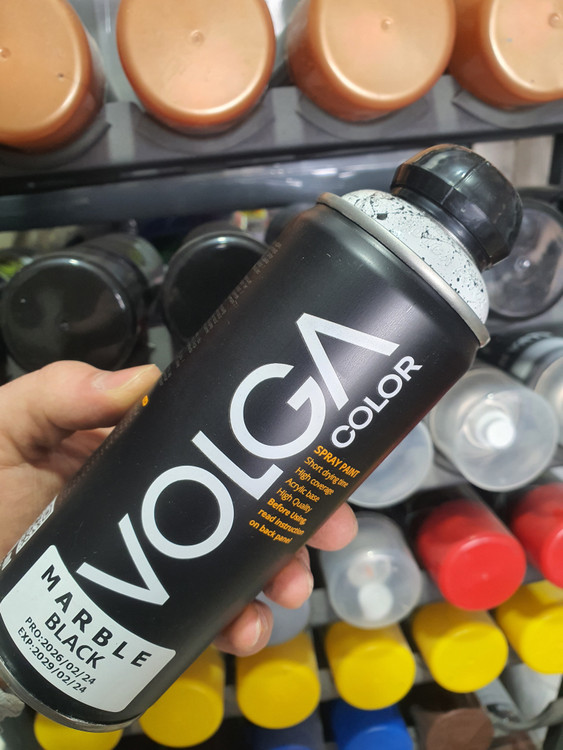 VOLGA
COLOR
SPRAY PAINT
Short drying time
High coverage
Acrylic base
High Quality
Before Using,
read instruction
on back panel
MARBLE
BLACK
PRO:2026/02/24
EXP:2029/02/24